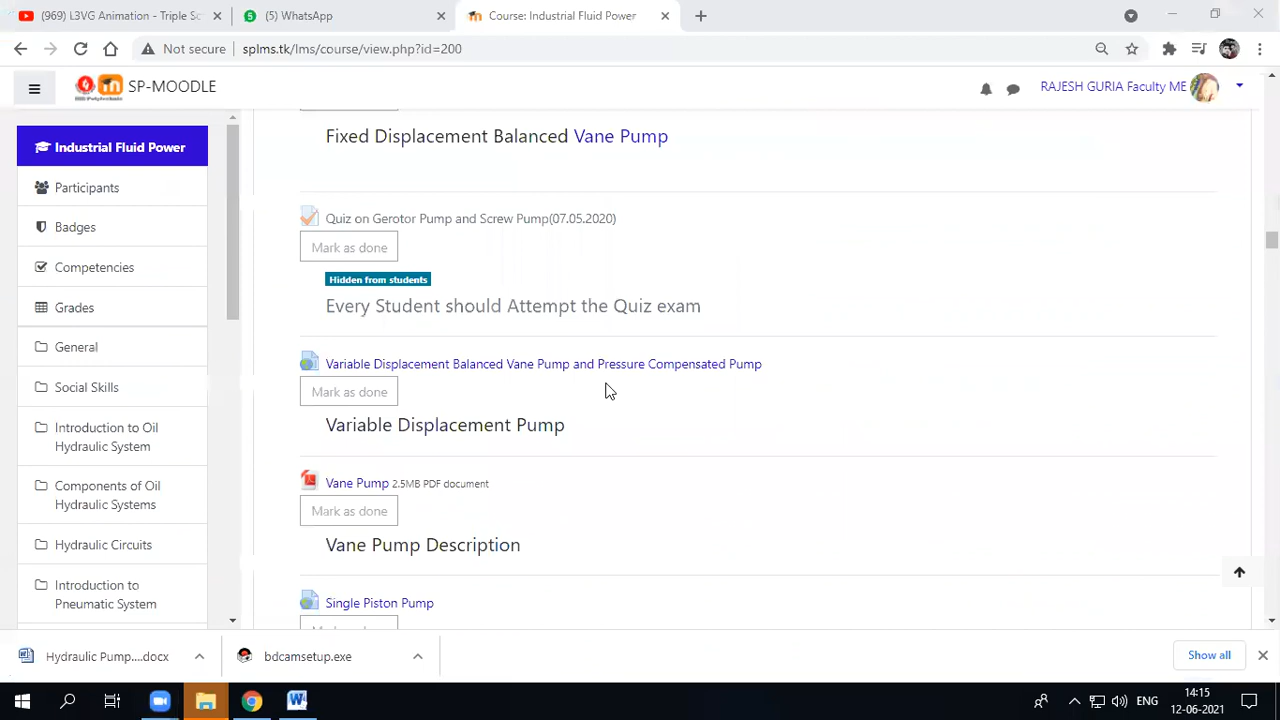 (969) L3VG Animation - Triple Sc
(5) WhatsApp
Course: Industrial Fluid Power
Not secure
splms.tk/lms/course/view.php?id=200
SP-MOODLE
RAJESH GURIA Faculty ME
Industrial Fluid Power
Participants
Badges
Competencies
Grades
General
Social Skills
Introduction to Oil
Hydraulic System
Components of Oil
Hydraulic Systems
Hydraulic Circuits
Introduction to
Pneumatic System
Fixed Displacement Balanced Vane Pump
Quiz on Gerotor Pump and Screw Pump(07.05.2020)
Mark as done
Hidden from students
Every Student should Attempt the Quiz exam
Variable Displacement Balanced Vane Pump and Pressure Compensated Pump
Mark as done
Variable Displacement Pump
Vane Pump 2.5MB PDF document
Mark as done
Vane Pump Description
Single Piston Pump
Hydraulic Pump....docx
bdcamsetup.exe
Show all
ENG
14:15
12-06-2021